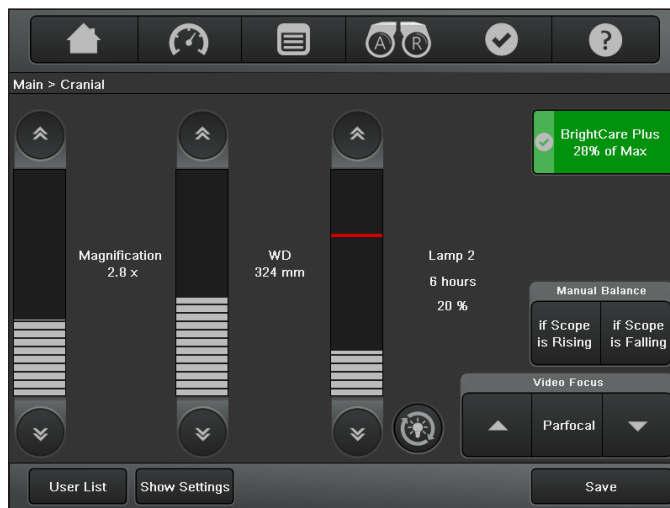 A R
?
Main > Cranial
BrightCare Plus
28% of Max
Magnification
2.8 x
WD
324 mm
Lamp 2
6 hours
20 %
Manual Balance
if Scope
is Rising
if Scope
is Falling
Video Focus
Parfocal
User List
Show Settings
Save